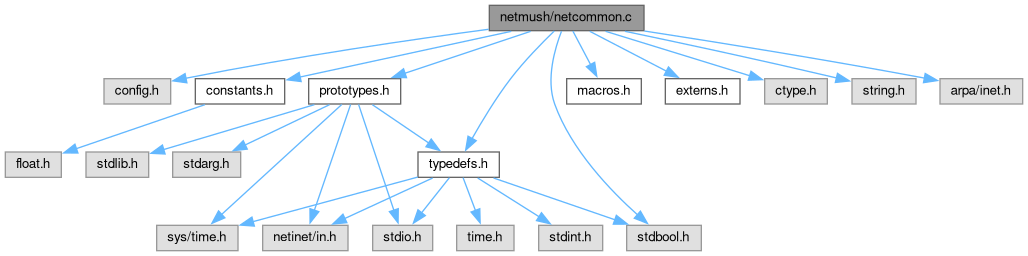 netmush/netcommon.c
config.h
constants.h
prototypes.h
macros.h
externs.h
ctype.h
string.h
arpa/inet.h
float.h
stdlib.h
stdarg.h
typedefs.h
sys/time.h
netinet/in.h
stdio.h
time.h
stdint.h
stdbool.h